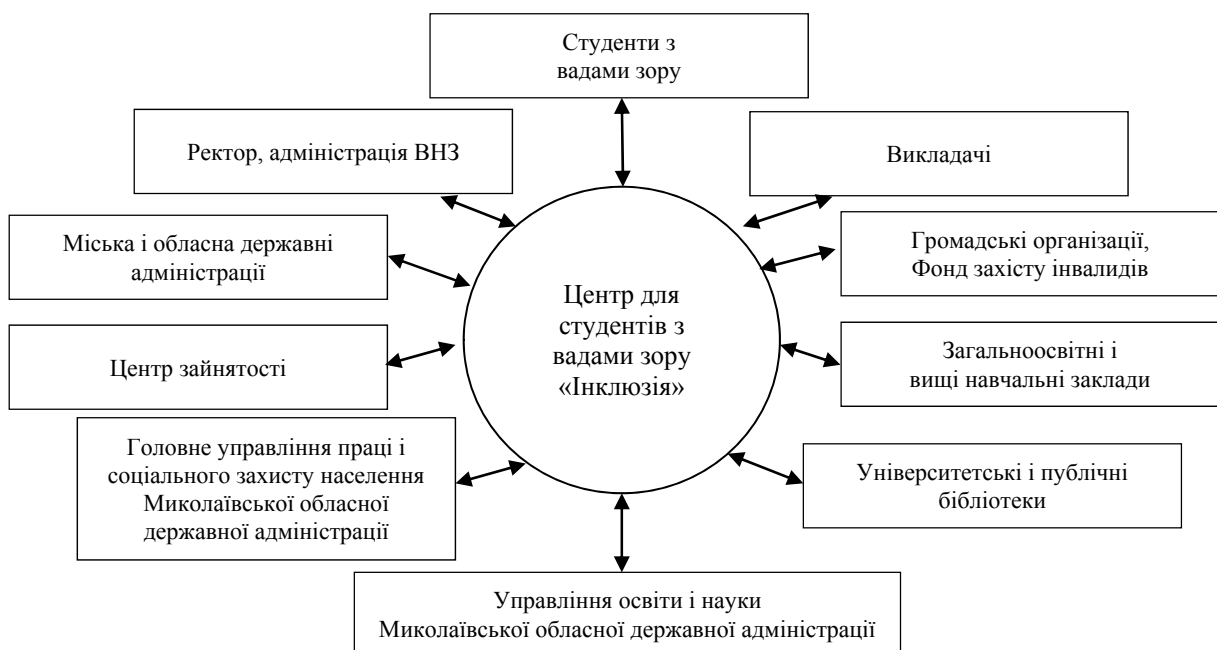 Студенти з
вадами зору
Ректор, адміністрація ВНЗ
Викладачі
Міська і обласна державні
адміністрації
Громадські організації,
Фонд захісту інвалидів
Центр для
студентів з
вадами зору
«Інклюзія»
Центр зайнятості
Загальноосвітні і
вищі навчальні заклади
Головне управління праці і
соціального захисту населення
Миколаївської обласної
державної адміністрації
Університетські і публічні
бібліотеки
Управління освіти і науки
Миколаївської обласної державної адміністрації